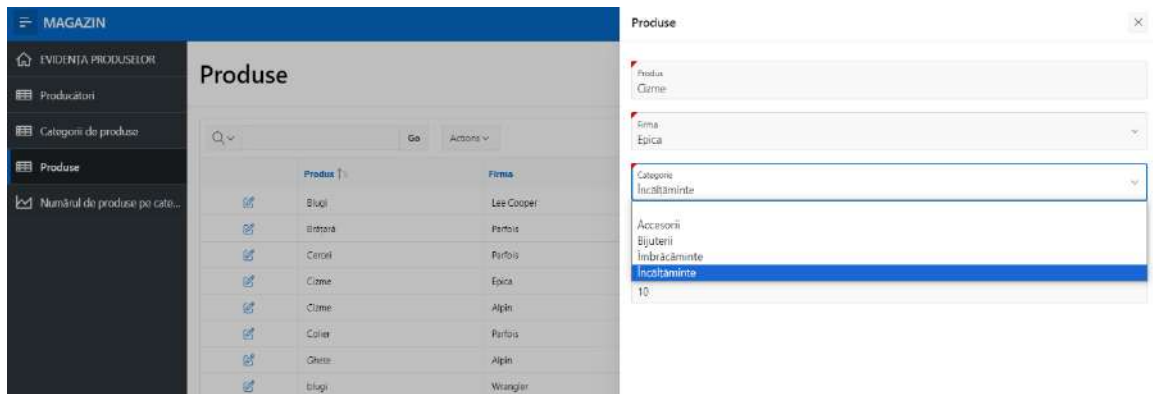 MAGAZIN
EVIDENȚA PRODUSELOR
Producători
Categorii de produse
Produse
Numărul de produse pe cate...
Produse
Go
Actions
Produs
Firma
Blugi
Lee Cooper
Brățară
Parfois
Cercei
Parfois
Cizme
Epica
Cizme
Alpin
Colier
Parfois
Ghete
Alpin
blugi
Wrangler
Produse
Produs
Cizme
Firma
Epica
Categorie
Încălțăminte
Accesorii
Bijuterii
Îmbrăcăminte
Încălțăminte
10